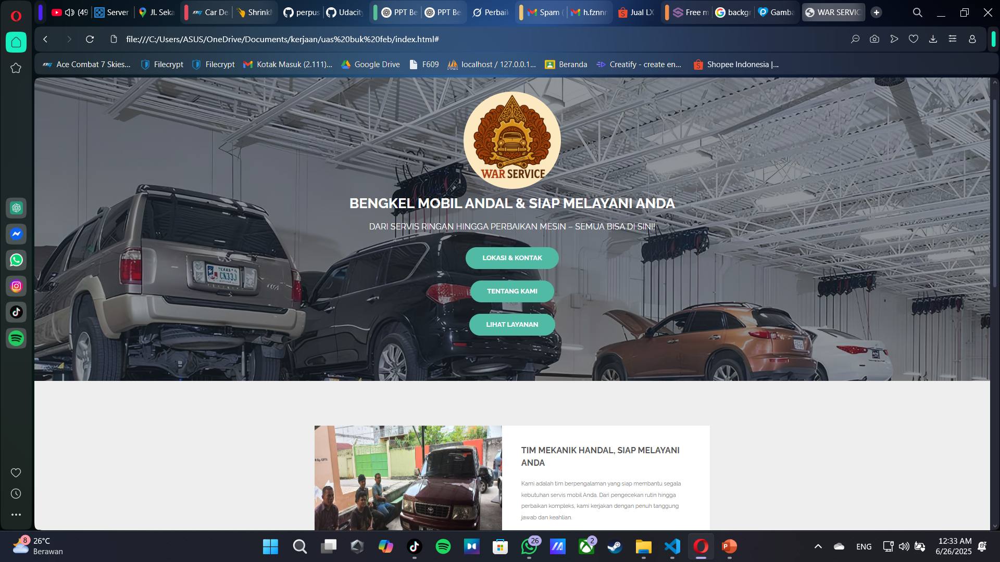 (49
Server
Jl. Seka
Car De
Shrink
perpus
Udacity
PPT Be
PPT Be
Perbaik
Spam (
h.fznnn
Jual LX
Free m
backgr
Gamba
WAR SERVIC
file:///C:/Users/ASUS/OneDrive/Documents/kerjaan/uas%20buk%20feb/index.html#
Ace Combat 7 Skies...
Filecrypt
Filecrypt
Kotak Masuk (2.111)...
Google Drive
F609
localhost / 127.0.0.1...
Beranda
Creatify - create en...
Shopee Indonesia |...
WAR SERVICE
BENGKEL MOBIL ANDAL & SIAP MELAYANI ANDA
DARI SERVIS RINGAN HINGGA PERBAIKAN MESIN – SEMUA BISA DI SINI!
LOKASI & KONTAK
TENTANG KAMI
LIHAT LAYANAN
TIM MEKANIK HANDAL, SIAP MELAYANI
ANDA
Kami adalah tim berpengalaman yang siap membantu segala
kebutuhan servis mobil Anda. Dari pengecekan rutin hingga
perbaikan kompleks, kami kerjakan dengan penuh tanggung
jawab dan keahlian.
8
26°C
Berawan
26
2
ENG
12:33 AM
6/26/2025